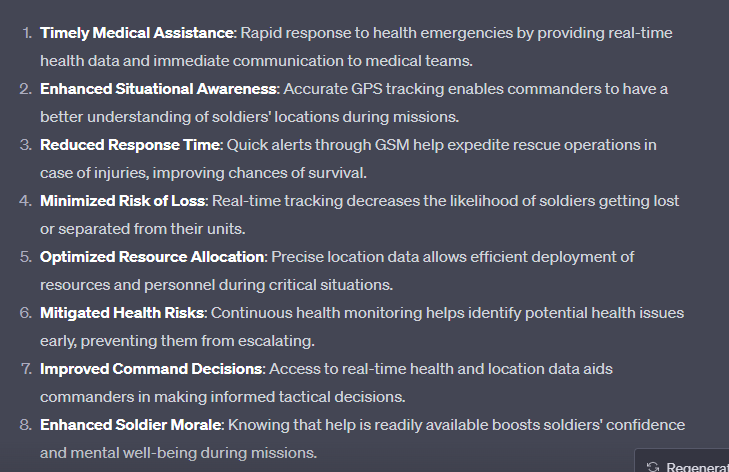 1. Timely Medical Assistance: Rapid response to health emergencies by providing real-time
health data and immediate communication to medical teams.
2. Enhanced Situational Awareness: Accurate GPS tracking enables commanders to have a
better understanding of soldiers' locations during missions.
3. Reduced Response Time: Quick alerts through GSM help expedite rescue operations in
case of injuries, improving chances of survival.
4. Minimized Risk of Loss: Real-time tracking decreases the likelihood of soldiers getting lost
or separated from their units.
5. Optimized Resource Allocation: Precise location data allows efficient deployment of
resources and personnel during critical situations.
6. Mitigated Health Risks: Continuous health monitoring helps identify potential health issues
early, preventing them from escalating.
7. Improved Command Decisions: Access to real-time health and location data aids
commanders in making informed tactical decisions.
8. Enhanced Soldier Morale: Knowing that help is readily available boosts soldiers' confidence
and mental well-being during missions.
Regenerat